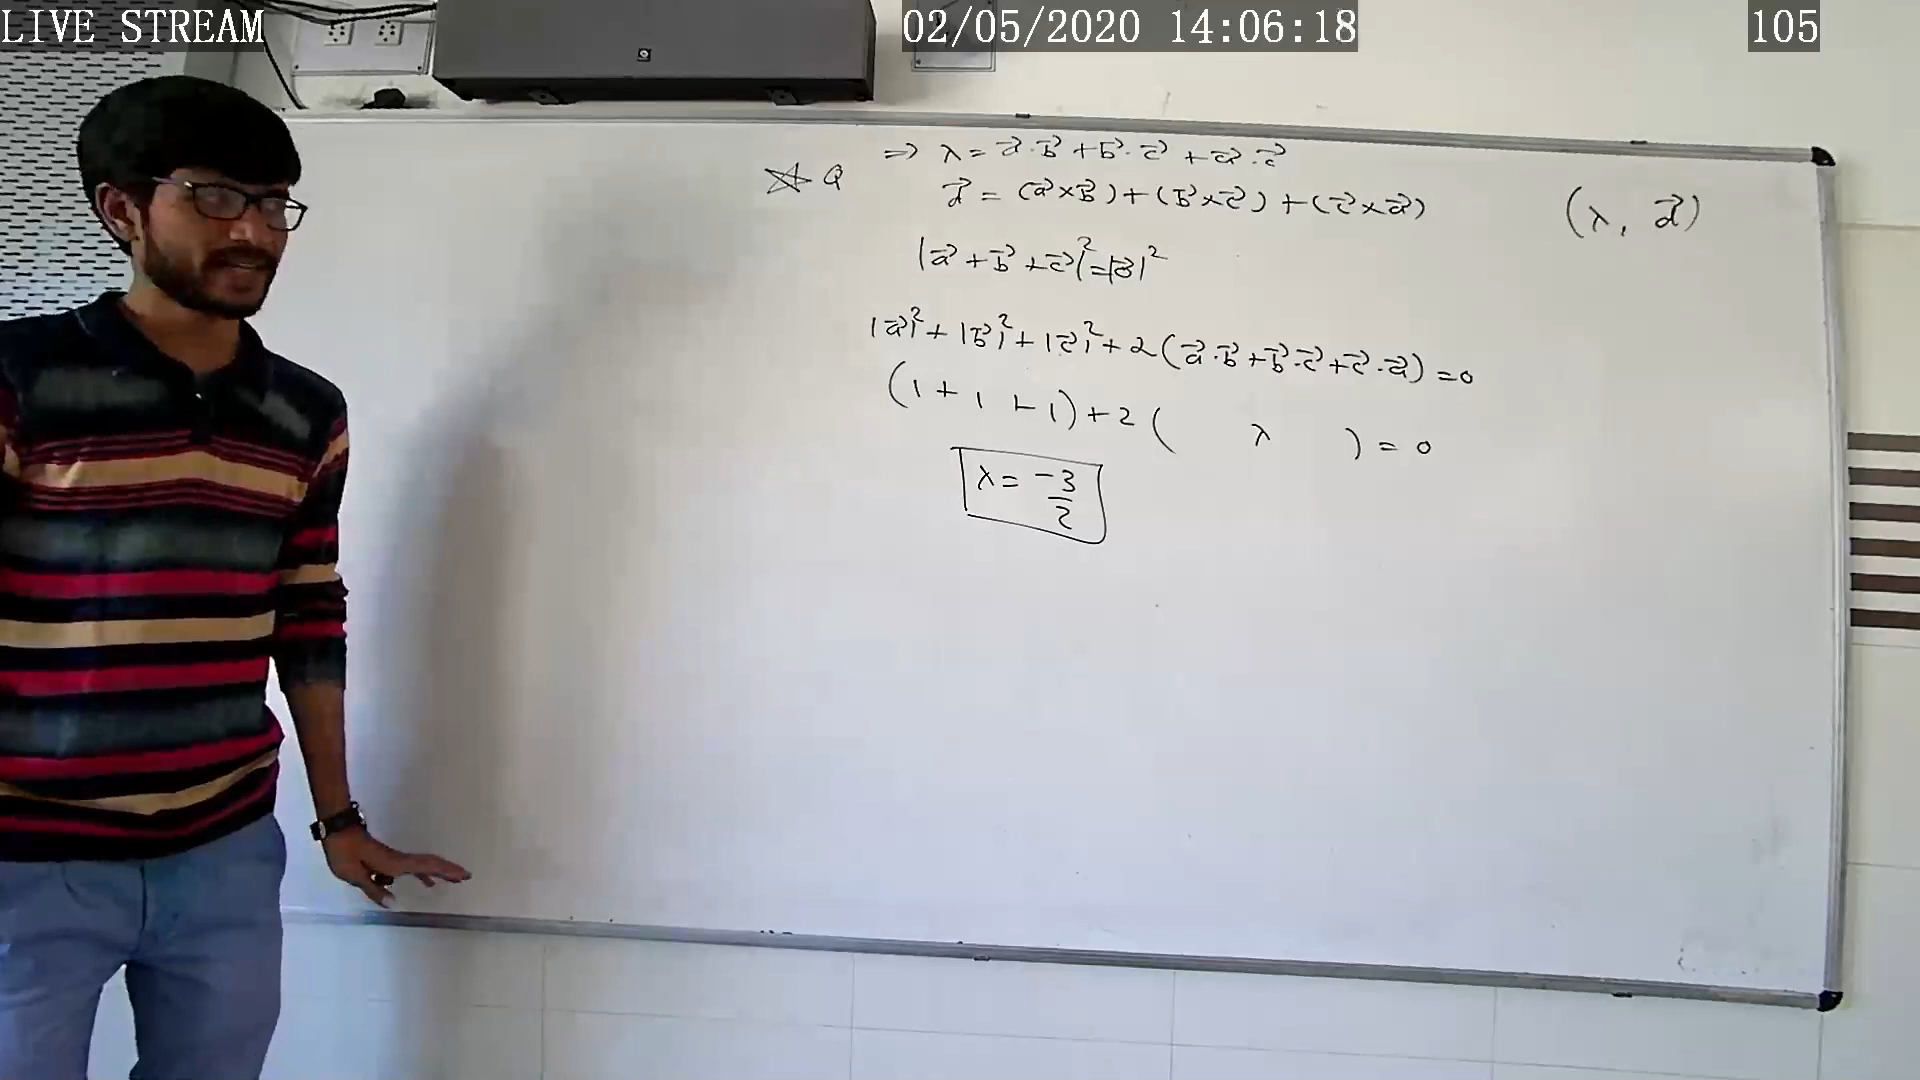 LIVE STREAM 02/05/2020 14:06:18 105
☆ Q ⇒ λ = a⃗·b⃗ + b⃗·c⃗ + a⃗·c⃗
d⃗ = (a⃗×b⃗) + (b⃗×c⃗) + (c⃗×a⃗) (λ, d⃗)
|a⃗ + b⃗ + c⃗|² = |0⃗|²
|a⃗|² + |b⃗|² + |c⃗|² + 2(a⃗·b⃗ + b⃗·c⃗ + c⃗·a⃗) = 0
(1 + 1 + 1) + 2( λ ) = 0
λ = -3/2